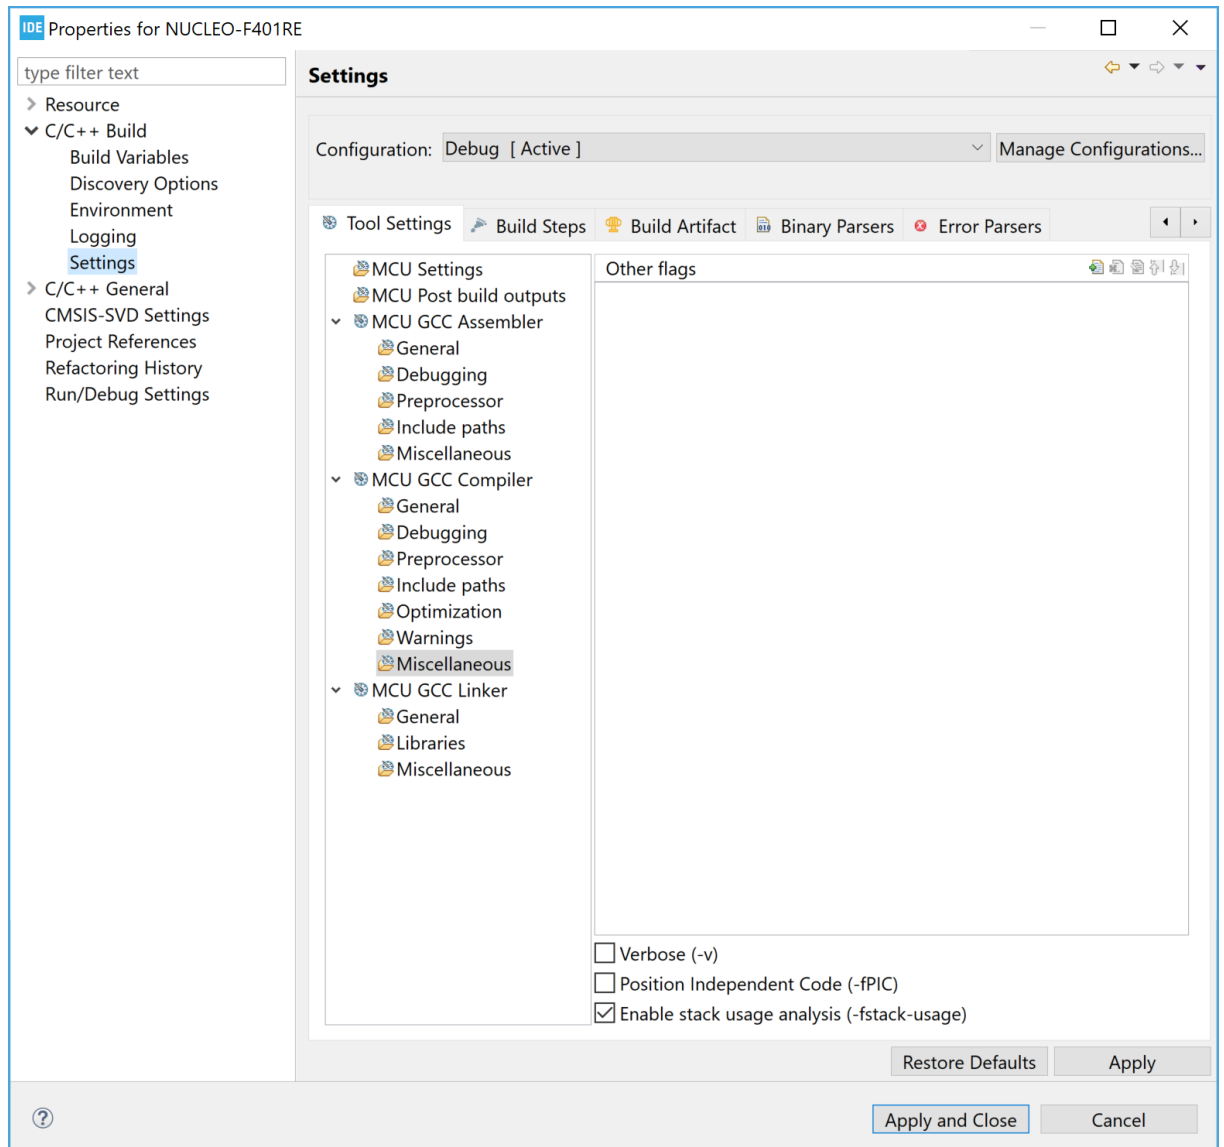 IDE Properties for NUCLEO-F401RE
type filter text
Resource
C/C++ Build
Build Variables
Discovery Options
Environment
Logging
Settings
C/C++ General
CMSIS-SVD Settings
Project References
Refactoring History
Run/Debug Settings
Settings
Configuration: Debug [ Active ] Manage Configurations...
Tool Settings Build Steps Build Artifact Binary Parsers Error Parsers
MCU Settings
MCU Post build outputs
MCU GCC Assembler
General
Debugging
Preprocessor
Include paths
Miscellaneous
MCU GCC Compiler
General
Debugging
Preprocessor
Include paths
Optimization
Warnings
Miscellaneous
MCU GCC Linker
General
Libraries
Miscellaneous
Other flags
Verbose (-v)
Position Independent Code (-fPIC)
Enable stack usage analysis (-fstack-usage)
Restore Defaults Apply
? Apply and Close Cancel